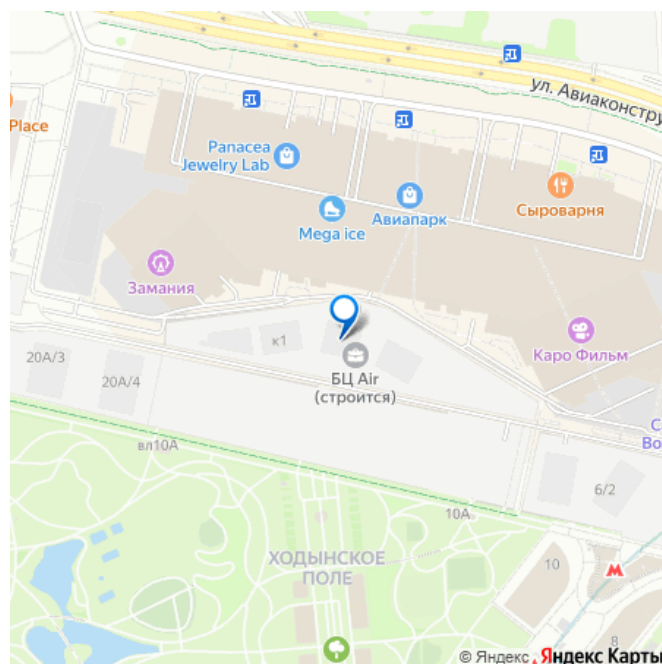 ул. Авиаконстру
Place
Panacea
Jewelry Lab
Авиапарк
Сыроварня
Mega ice
Замания
Каро Фильм
к1
20А/3
20А/4
БЦ Air
(строится)
вл10А
6/2
10А
ХОДЫНСКОЕ
ПОЛЕ
10
М
8
© Яндекс Яндекс Карты